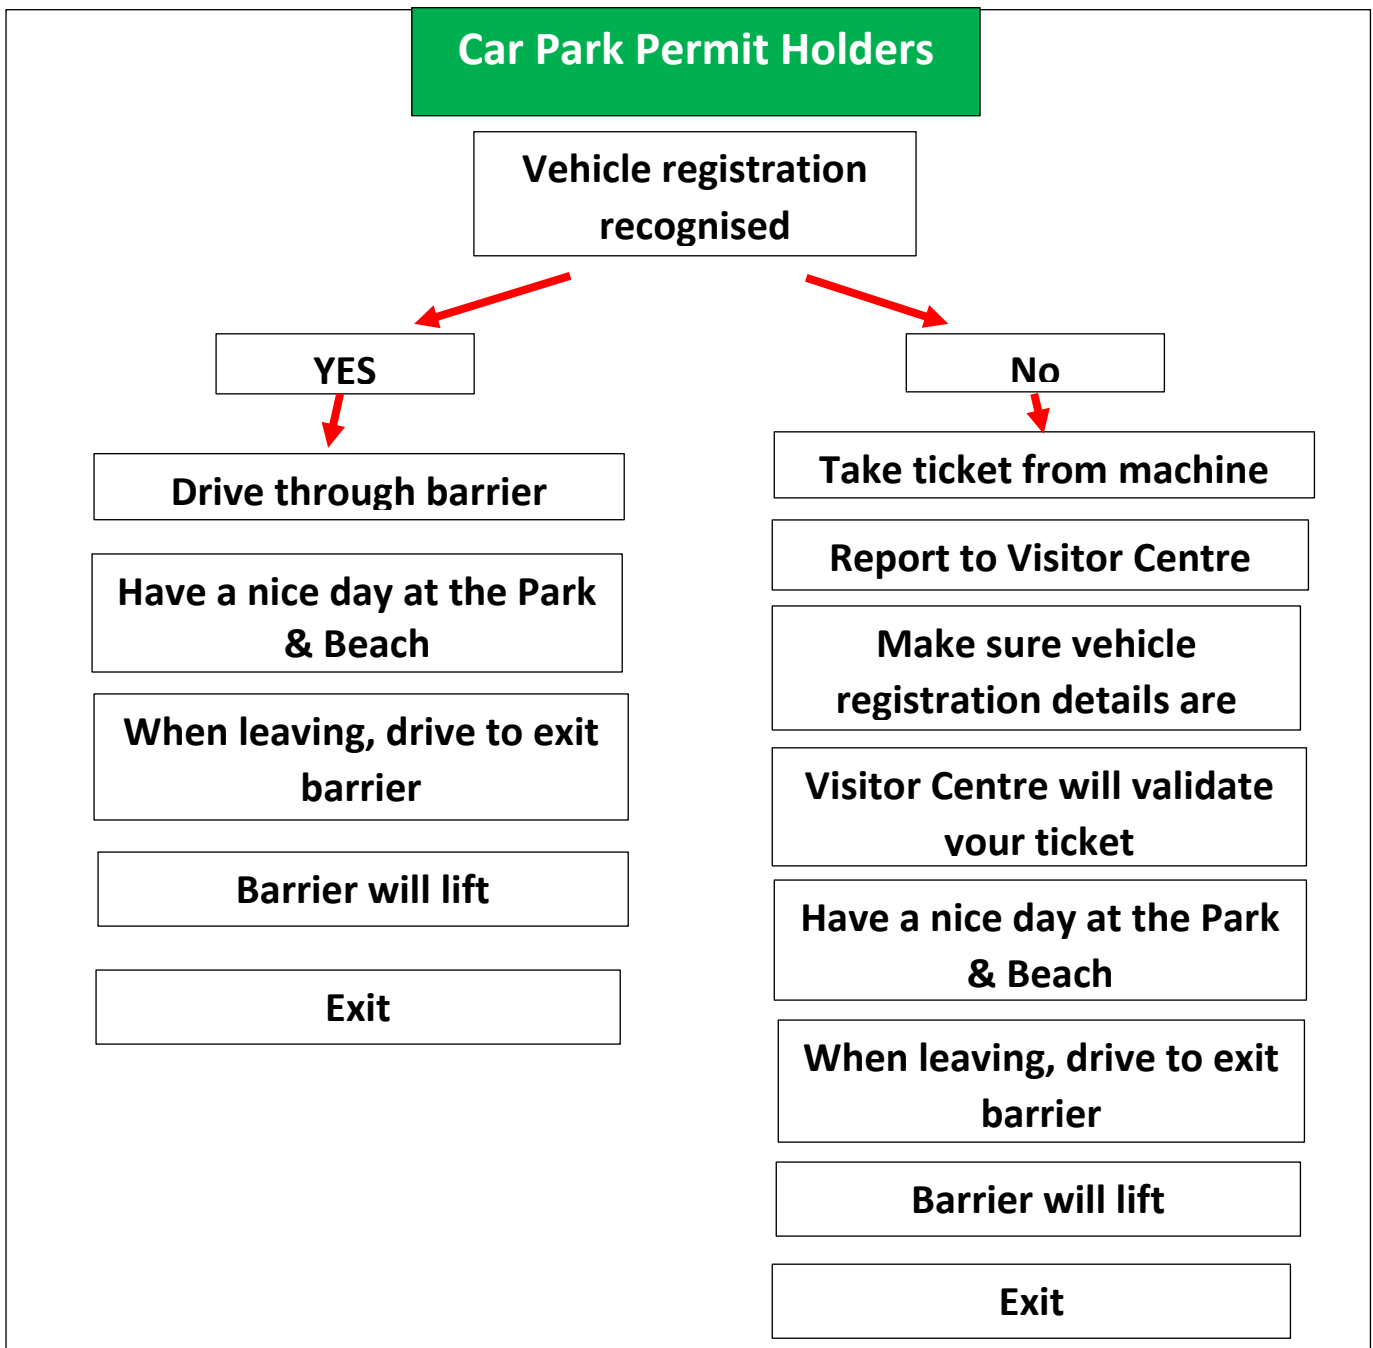 Car Park Permit Holders
Vehicle registration
recognised
YES
Drive through barrier
Have a nice day at the Park
& Beach
When leaving, drive to exit
barrier
Barrier will lift
Exit
No
Take ticket from machine
Report to Visitor Centre
Make sure vehicle
registration details are
Visitor Centre will validate
your ticket
Have a nice day at the Park
& Beach
When leaving, drive to exit
barrier
Barrier will lift
Exit